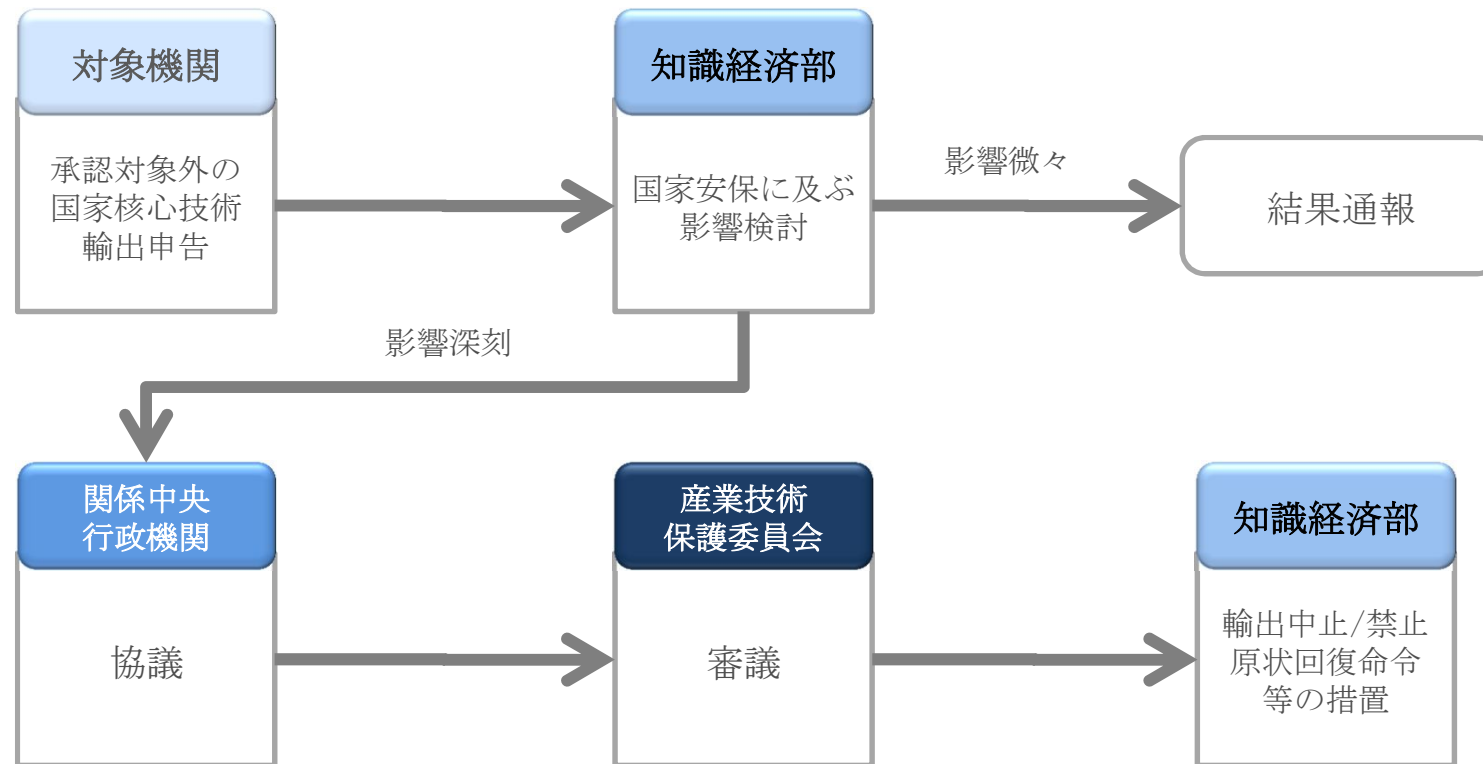 対象機関
承認対象外の
国家核心技術
輸出申告
知識経済部
国家安保に及ぶ
影響検討
影響微々
結果通報
影響深刻
関係中央
行政機関
協議
産業技術
保護委員会
審議
知識経済部
輸出中止/禁止
原状回復命令
等の措置